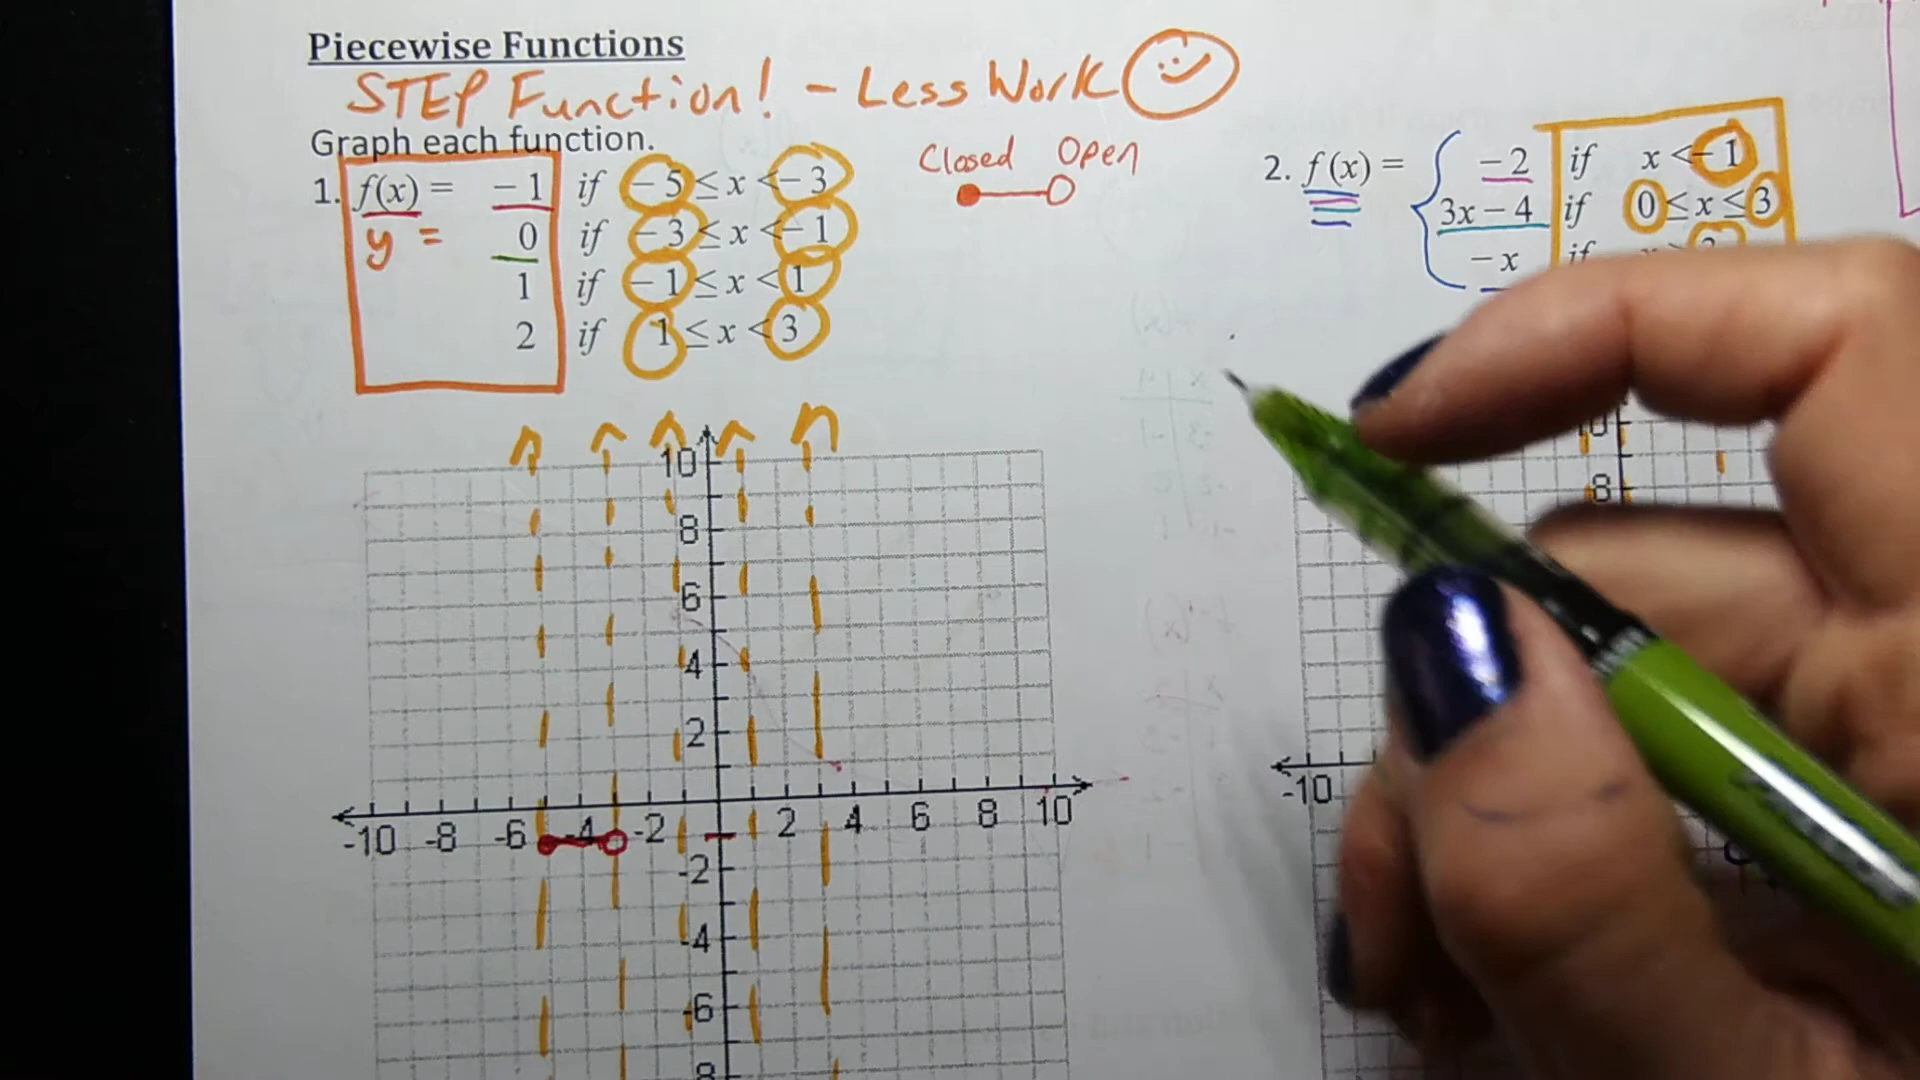 Piecewise Functions
STEP Function! - Less Work
Graph each function.
Closed Open
1. f(x) = -1 if -5 ≤ x < -3
y = 0 if -3 ≤ x < -1
1 if -1 ≤ x < 1
2 if 1 ≤ x < 3
2. f(x) = -2 if x < -1
3x - 4 if 0 ≤ x ≤ 3
-x if
10
8
6
4
2
-10 -8 -6 -4 -2 2 4 6 8 10
-2
-4
-6
8
8
-10